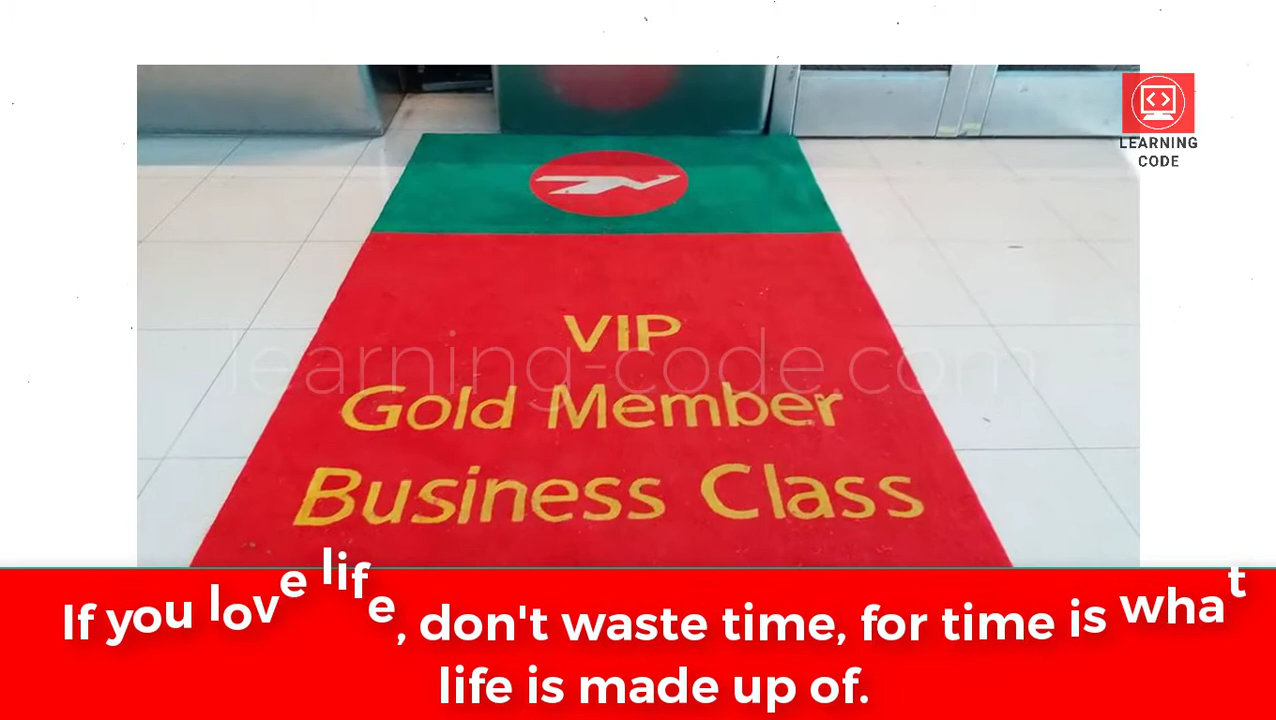 LEARNING
CODE
VIP
learning-code.com
Gold Member
Business Class
If you love life, don't waste time, for time is what
life is made up of.